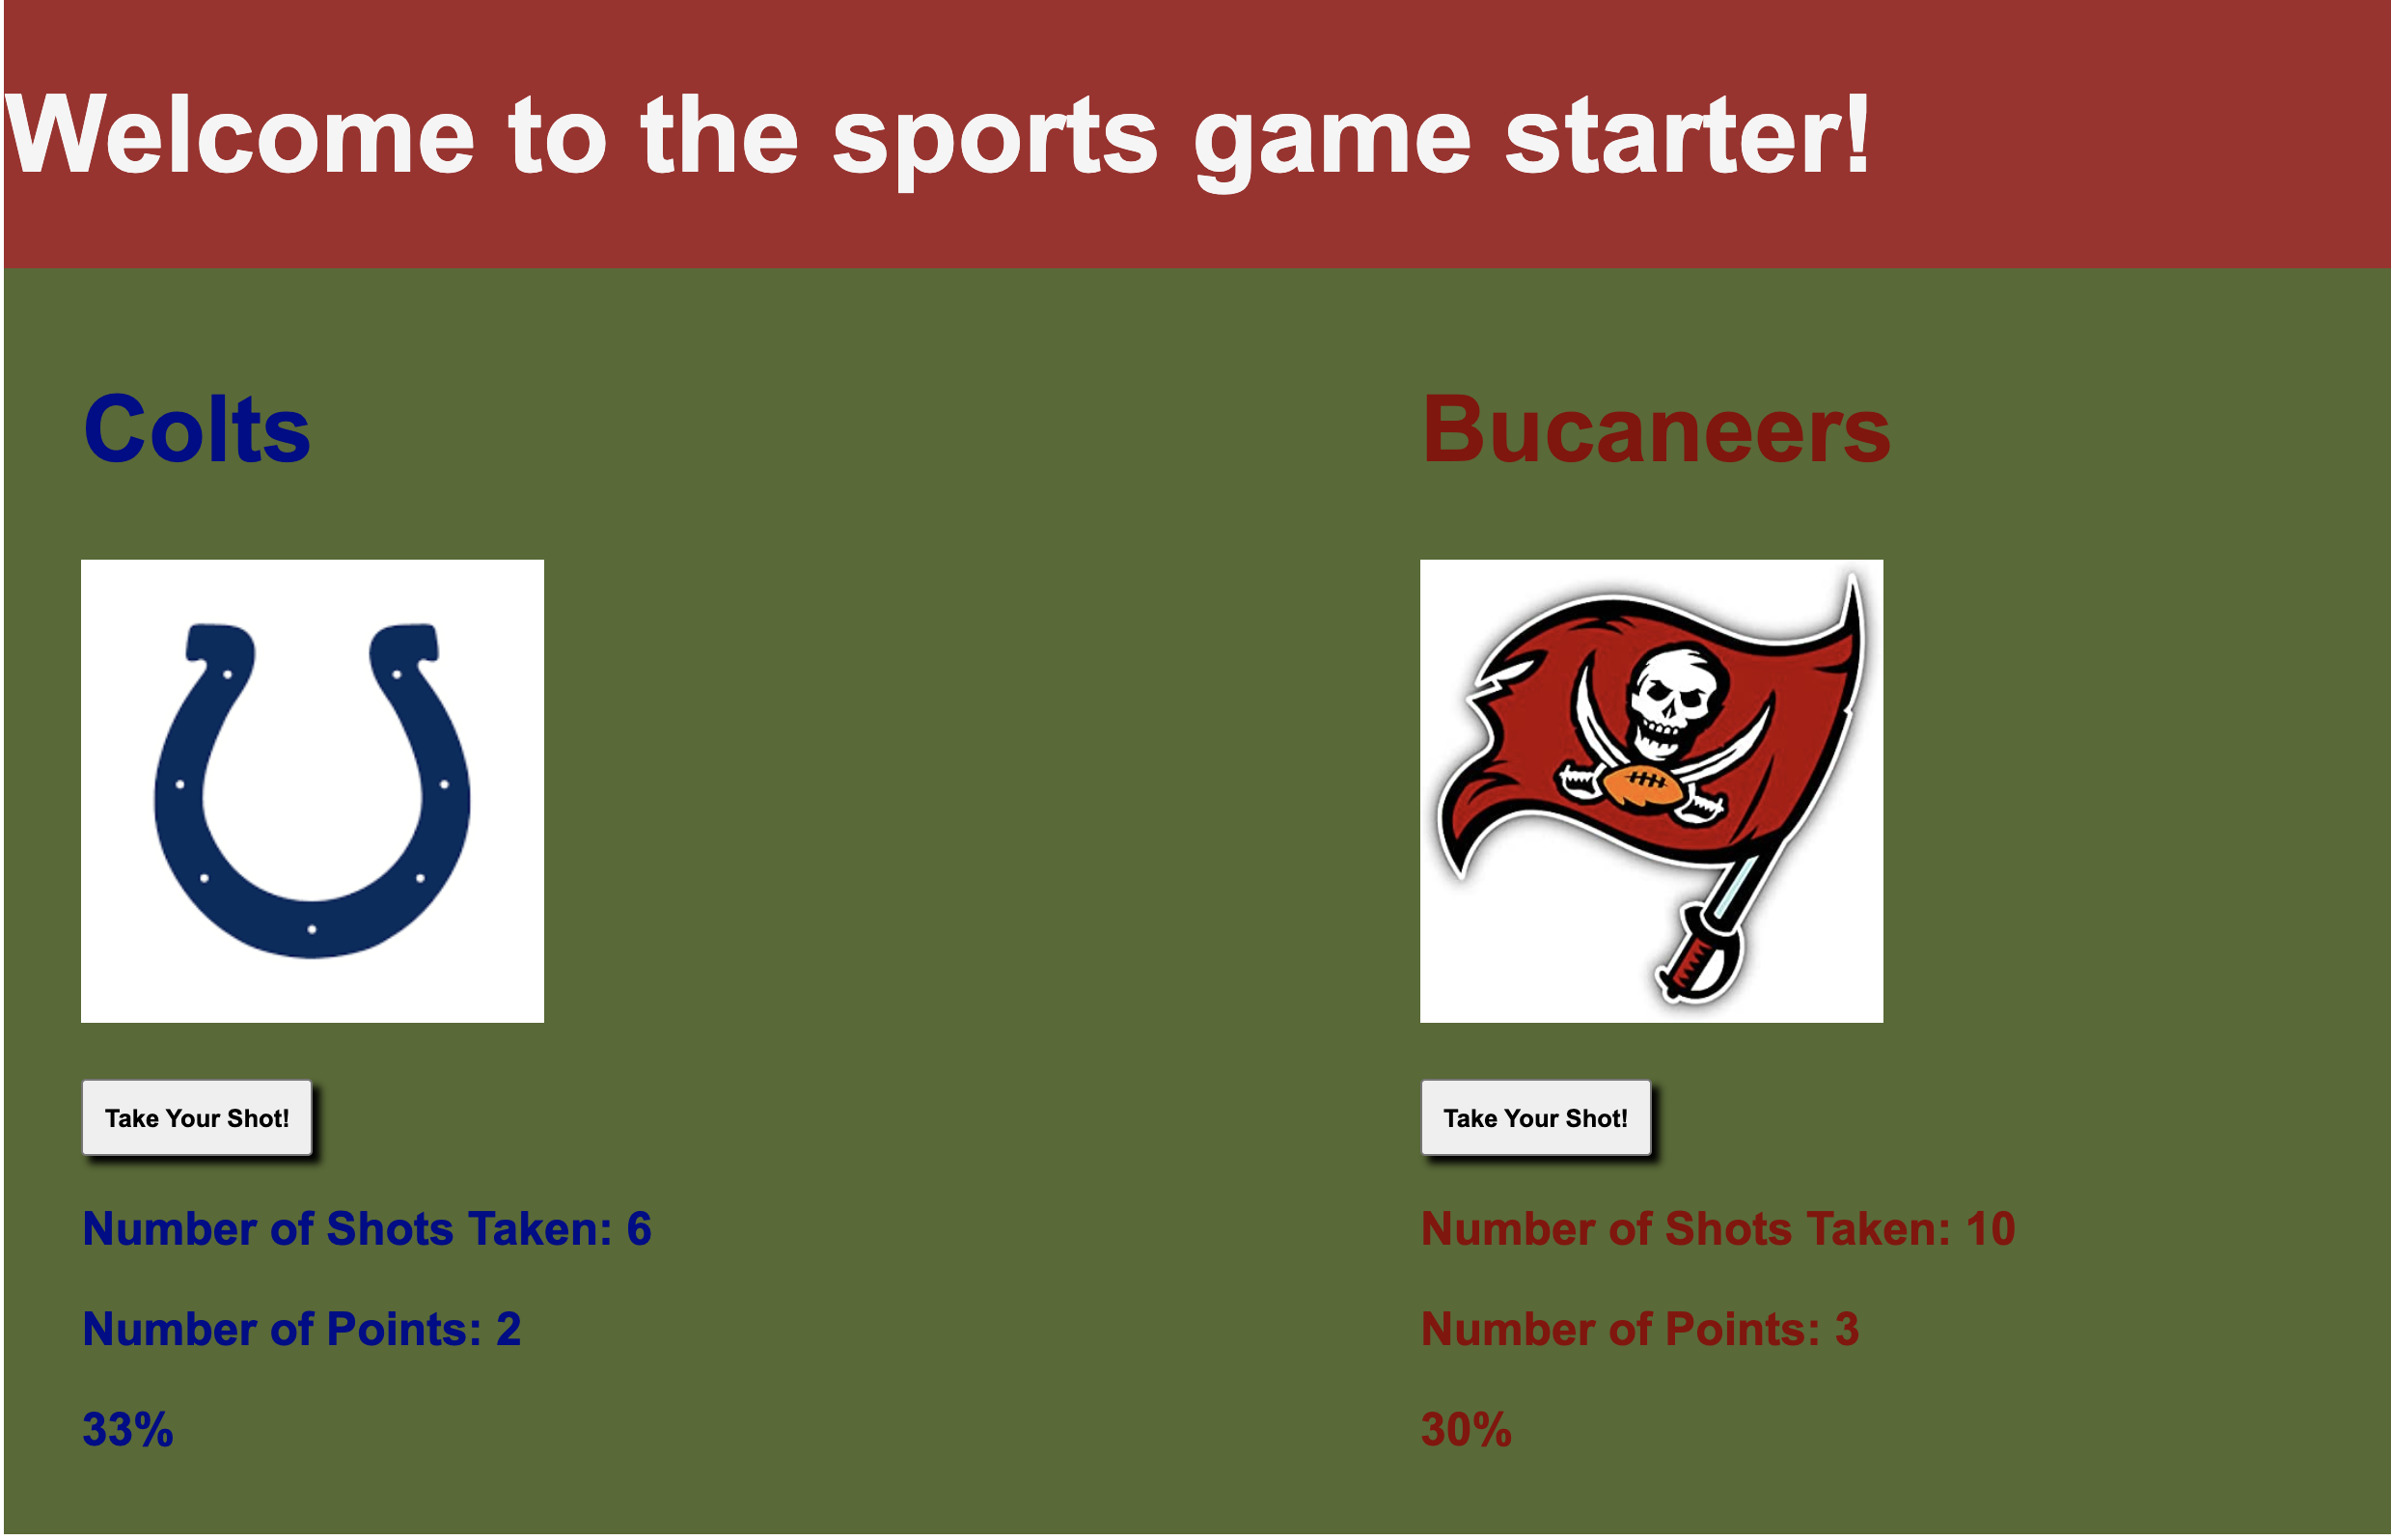 Welcome to the sports game starter!
Colts
Bucaneers
Take Your Shot!
Take Your Shot!
Number of Shots Taken: 6
Number of Shots Taken: 10
Number of Points: 2
Number of Points: 3
33%
30%